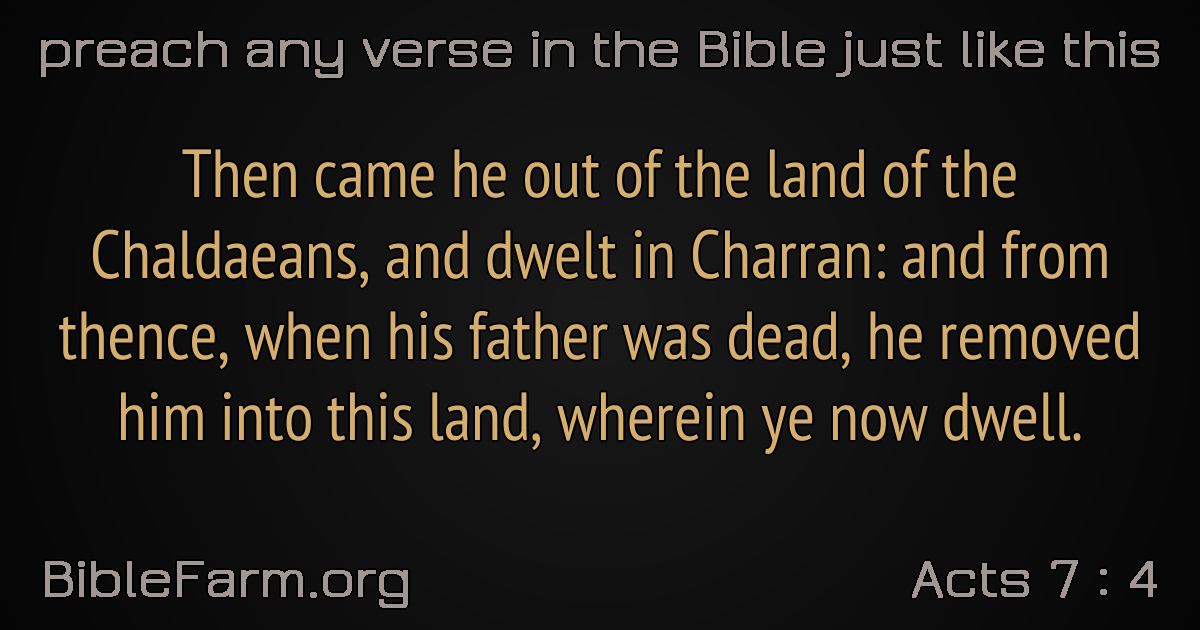 preach any verse in the Bible just like this
Then came he out of the land of the
Chaldaeans, and dwelt in Charran: and from
thence, when his father was dead, he removed
him into this land, wherein ye now dwell.
BibleFarm.org
Acts 7 : 4